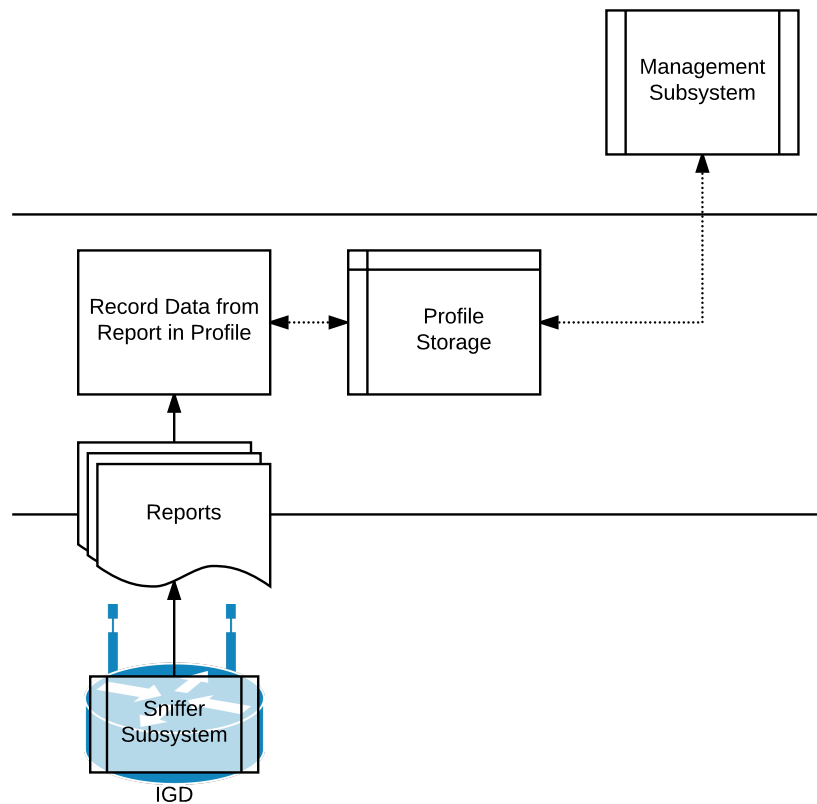 Management
Subsystem
Record Data from
Report in Profile
Profile
Storage
Reports
Sniffer
Subsystem
IGD